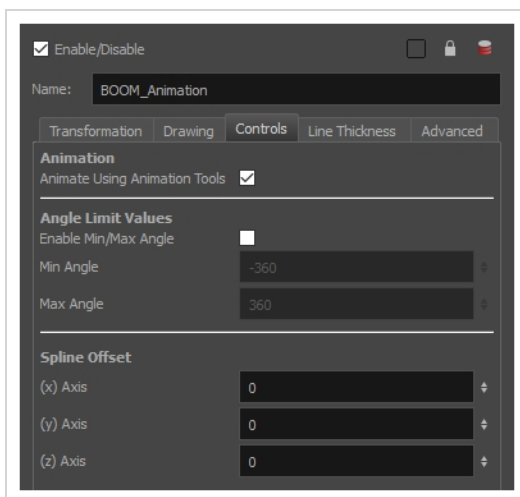 Enable/Disable
Name: BOOM_Animation
Transformation Drawing Controls Line Thickness Advanced
Animation
Animate Using Animation Tools
Angle Limit Values
Enable Min/Max Angle
Min Angle -360
Max Angle 360
Spline Offset
(x) Axis 0
(y) Axis 0
(z) Axis 0